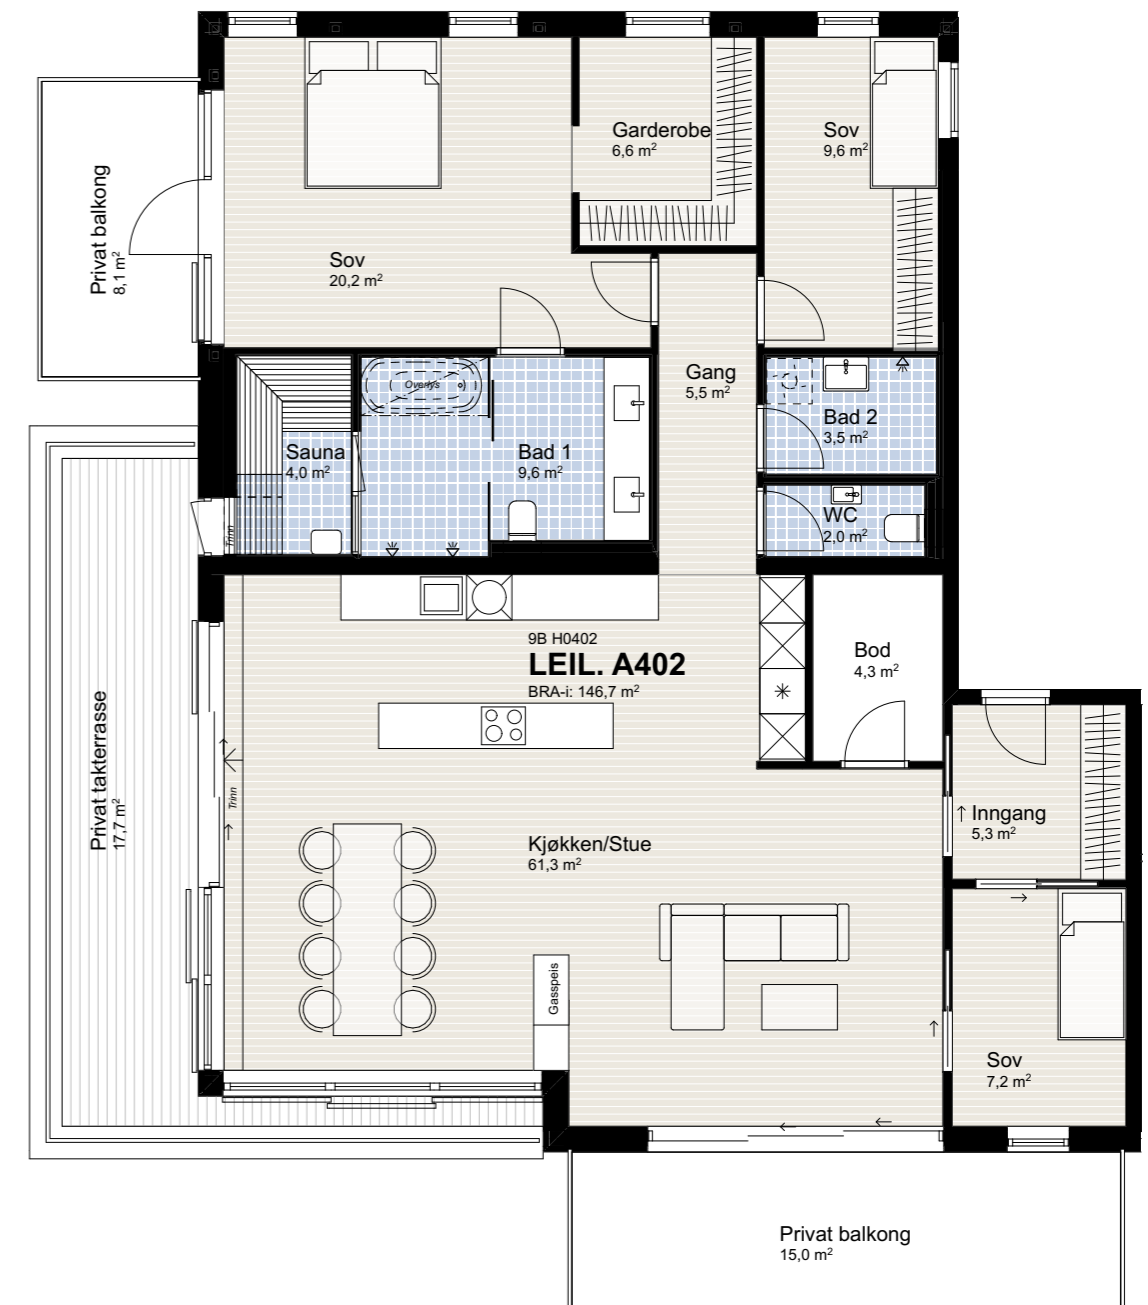 Garderobe
6,6 m²
Sov
9,6 m²
Privat balkong
8,1 m²
Sov
20,2 m²
Gang
5,5 m²
Overlys
Bad 2
3,5 m²
Sauna
4,0 m²
Bad 1
9,6 m²
WC
2,0 m²
Trinn
9B H0402
LEIL. A402
BRA-i: 146,7 m²
Bod
4,3 m²
Privat takterrasse
17,7 m²
Trinn
Inngang
5,3 m²
Kjøkken/Stue
61,3 m²
Gasspeis
Sov
7,2 m²
Privat balkong
15,0 m²